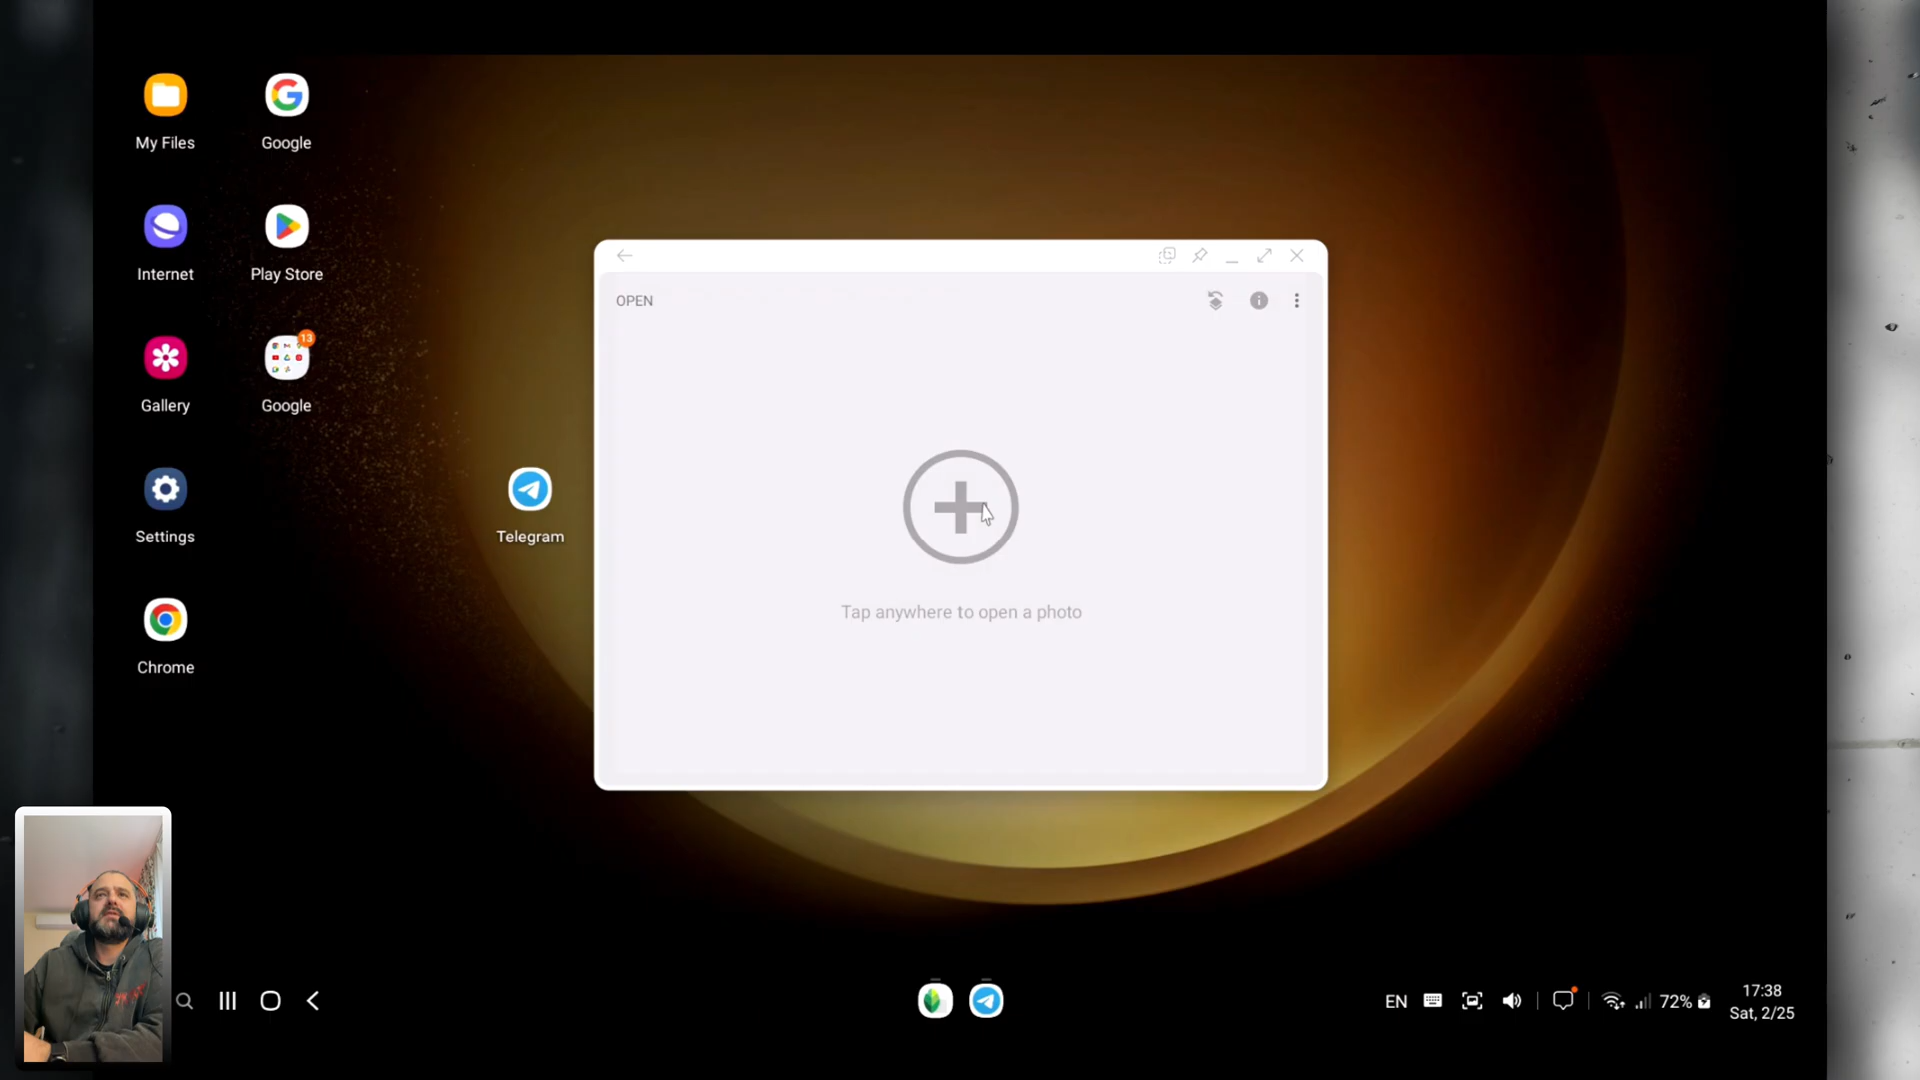 My Files
Google
Internet
Play Store
13
Gallery
Google
Settings
Telegram
Chrome
OPEN
Tap anywhere to open a photo
EN
72%
17:38
Sat, 2/25